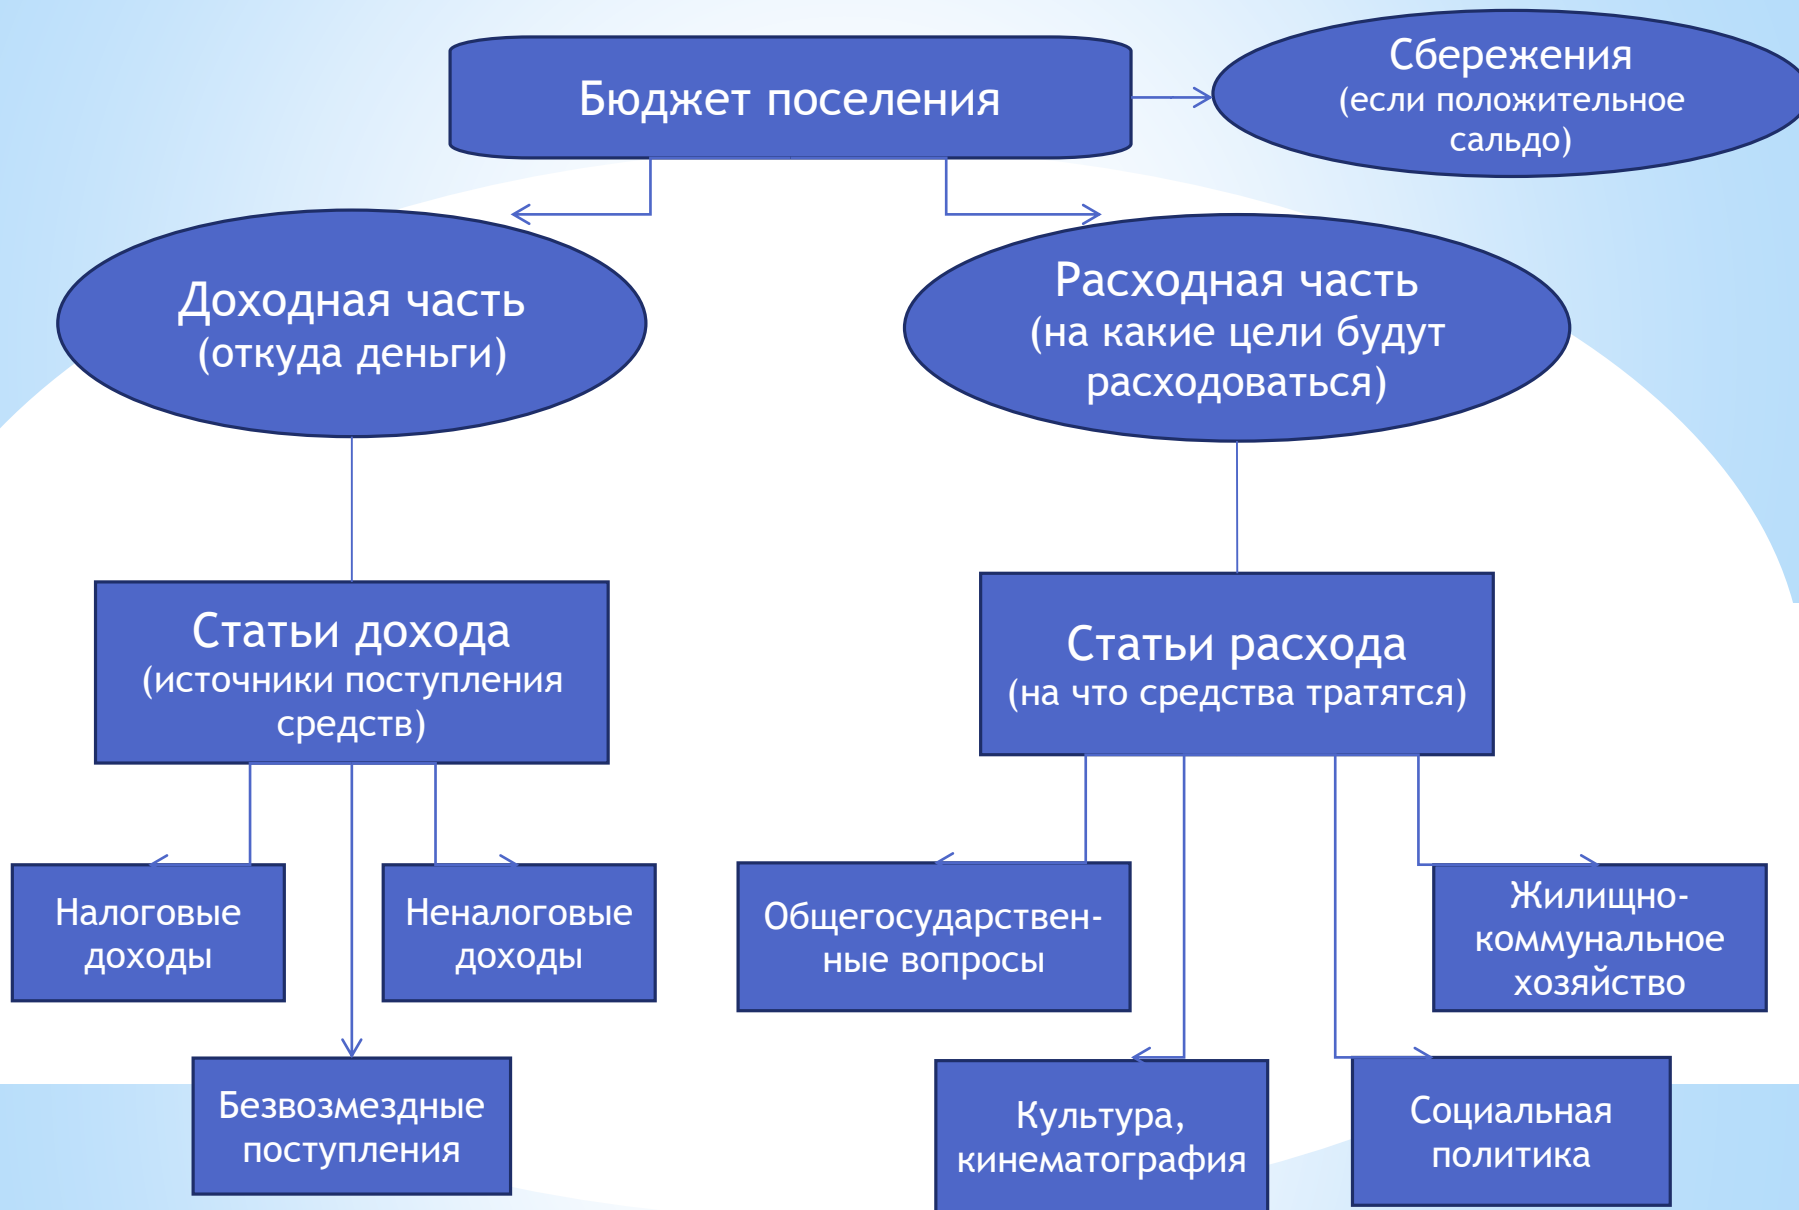 Бюджет поселения
Сбережения
(если положительное
сальдо)
Доходная часть
(откуда деньги)
Расходная часть
(на какие цели будут
расходоваться)
Статьи дохода
(источники поступления
средств)
Статьи расхода
(на что средства тратятся)
Налоговые
доходы
Неналоговые
доходы
Общегосударствен-
ные вопросы
Жилищно-
коммунальное
хозяйство
Безвозмездные
поступления
Культура,
кинематография
Социальная
политика